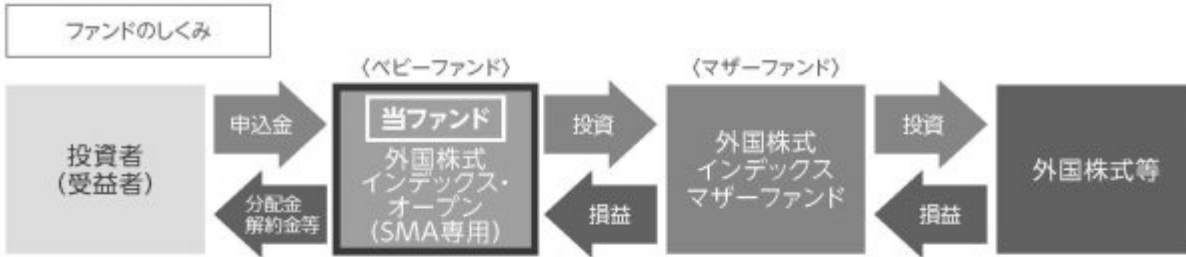 ファンドのしくみ
〈ベビーファンド〉
〈マザーファンド〉
投資者
(受益者)
申込金
分配金
解約金等
当ファンド
外国株式
インデックス・
オープン
(SMA専用)
投資
損益
外国株式
インデックス
マザーファンド
投資
損益
外国株式等